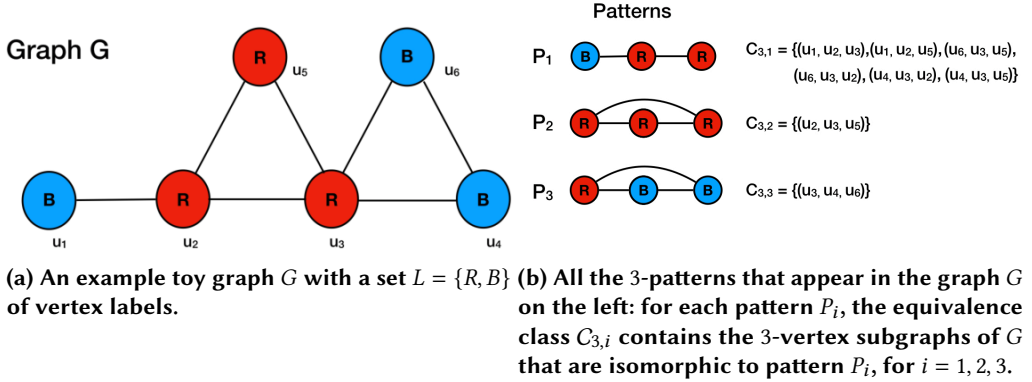 Graph G
R
u5
B
u6
B
u1
R
u2
R
u3
B
u4
(a) An example toy graph G with a set L = {R, B}
of vertex labels.
Patterns
P1 B R R C3,1 = {(u1, u2, u3),(u1, u2, u5),(u6, u3, u5),
(u6, u3, u2), (u4, u3, u2), (u4, u3, u5)}
P2 R R R C3,2 = {(u2, u3, u5)}
P3 R B B C3,3 = {(u3, u4, u6)}
(b) All the 3-patterns that appear in the graph G
on the left: for each pattern Pi, the equivalence
class C3,i contains the 3-vertex subgraphs of G
that are isomorphic to pattern Pi, for i = 1, 2, 3.